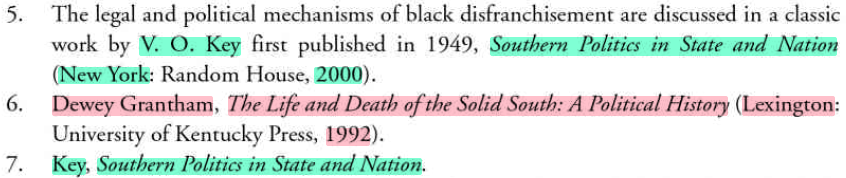 5. The legal and political mechanisms of black disfranchisement are discussed in a classic
work by V. O. Key first published in 1949, Southern Politics in State and Nation
(New York: Random House, 2000).
6. Dewey Grantham, The Life and Death of the Solid South: A Political History (Lexington:
University of Kentucky Press, 1992).
7. Key, Southern Politics in State and Nation.